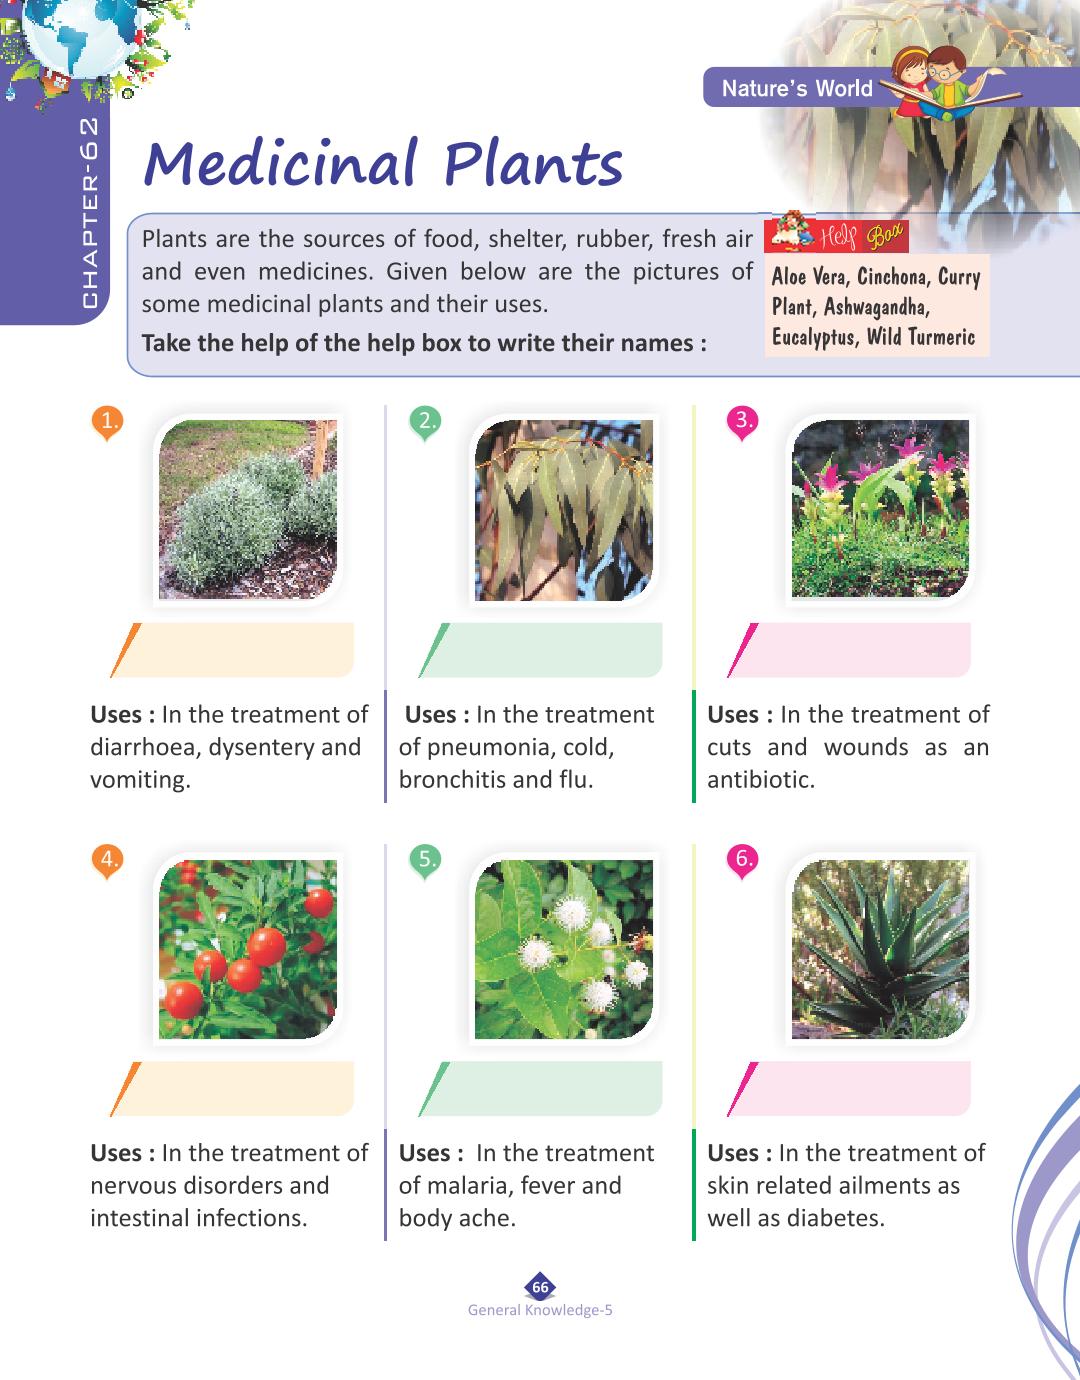 Nature's World
CHAPTER-62
Medicinal Plants
Plants are the sources of food, shelter, rubber, fresh air
and even medicines. Given below are the pictures of
some medicinal plants and their uses.
Take the help of the help box to write their names :
Help Box
Aloe Vera, Cinchona, Curry
Plant, Ashwagandha,
Eucalyptus, Wild Turmeric
1.
2.
3.
Uses : In the treatment of
diarrhoea, dysentery and
vomiting.
Uses : In the treatment
of pneumonia, cold,
bronchitis and flu.
Uses : In the treatment of
cuts and wounds as an
antibiotic.
4.
5.
6.
Uses : In the treatment of
nervous disorders and
intestinal infections.
Uses : In the treatment
of malaria, fever and
body ache.
Uses : In the treatment of
skin related ailments as
well as diabetes.
66
General Knowledge-5